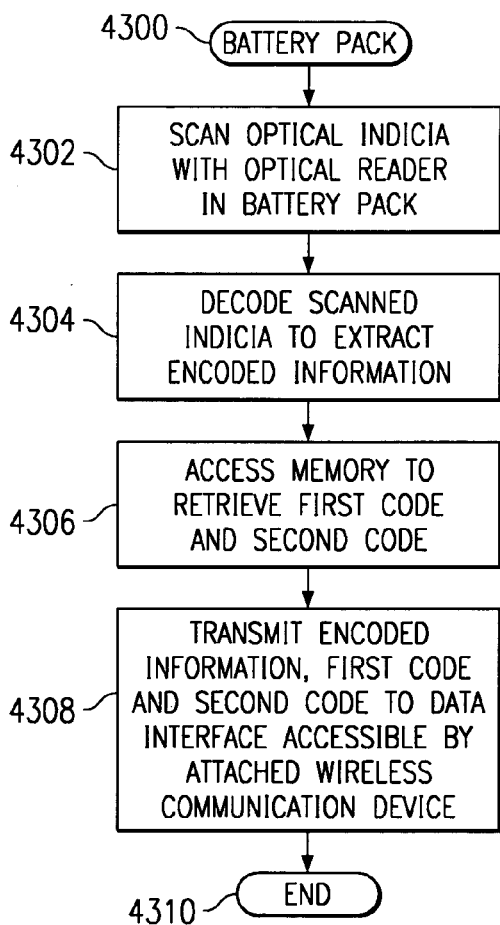 4300
BATTERY PACK
4302
SCAN OPTICAL INDICIA
WITH OPTICAL READER
IN BATTERY PACK
4304
DECODE SCANNED
INDICIA TO EXTRACT
ENCODED INFORMATION
4306
ACCESS MEMORY TO
RETRIEVE FIRST CODE
AND SECOND CODE
4308
TRANSMIT ENCODED
INFORMATION, FIRST CODE
AND SECOND CODE TO DATA
INTERFACE ACCESSIBLE BY
ATTACHED WIRELESS
COMMUNICATION DEVICE
4310
END